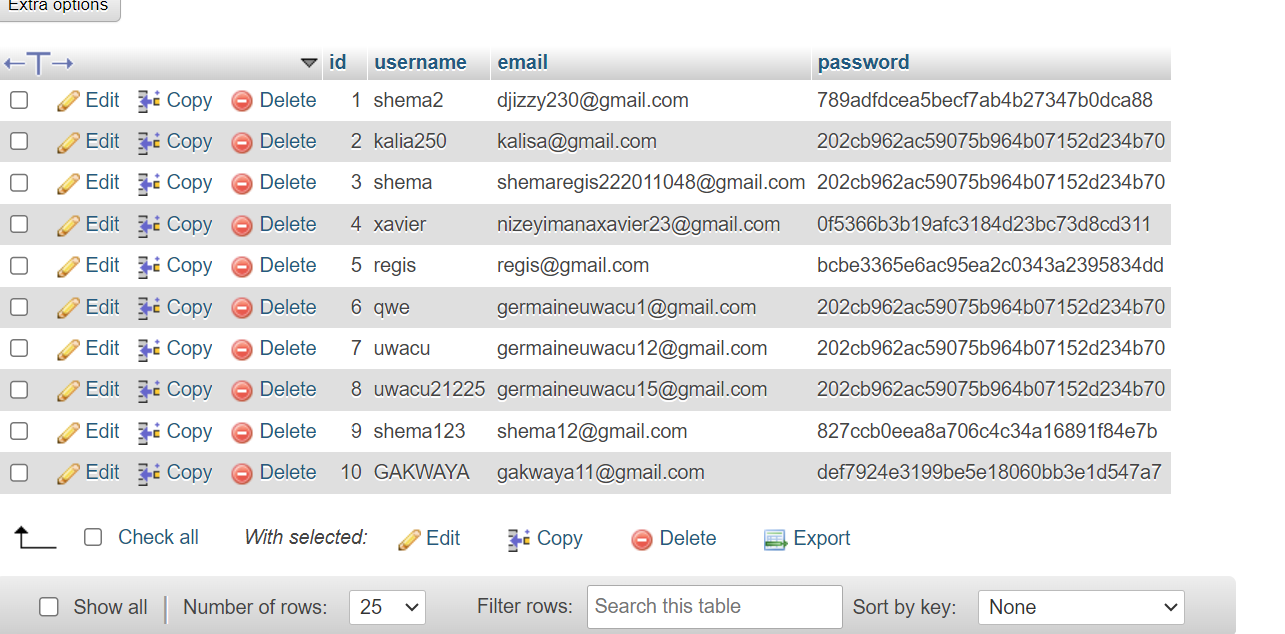 Extra options
id username email password
Edit Copy Delete 1 shema2 djizzy230@gmail.com 789adfdcea5becf7ab4b27347b0dca88
Edit Copy Delete 2 kalia250 kalisa@gmail.com 202cb962ac59075b964b07152d234b70
Edit Copy Delete 3 shema shemaregis222011048@gmail.com 202cb962ac59075b964b07152d234b70
Edit Copy Delete 4 xavier nizeyimanaxavier23@gmail.com 0f5366b3b19afc3184d23bc73d8cd311
Edit Copy Delete 5 regis regis@gmail.com bcbe3365e6ac95ea2c0343a2395834dd
Edit Copy Delete 6 qwe germaineuwacu1@gmail.com 202cb962ac59075b964b07152d234b70
Edit Copy Delete 7 uwacu germaineuwacu12@gmail.com 202cb962ac59075b964b07152d234b70
Edit Copy Delete 8 uwacu21225 germaineuwacu15@gmail.com 202cb962ac59075b964b07152d234b70
Edit Copy Delete 9 shema123 shema12@gmail.com 827ccb0eea8a706c4c34a16891f84e7b
Edit Copy Delete 10 GAKWAYA gakwaya11@gmail.com def7924e3199be5e18060bb3e1d547a7
Check all With selected: Edit Copy Delete Export
Show all Number of rows: 25 Filter rows: Search this table Sort by key: None